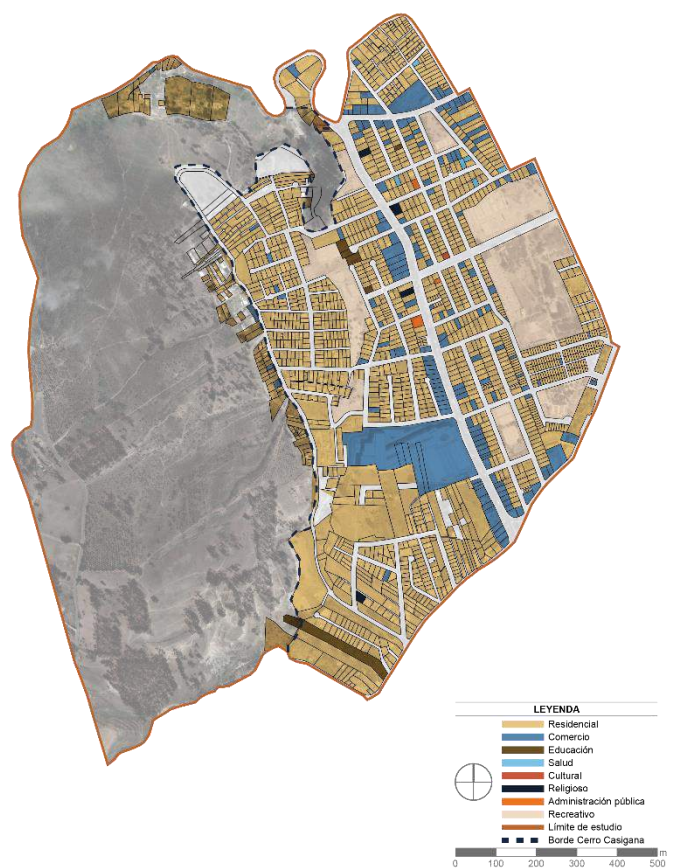 LEYENDA
Residencial
Comercio
Educación
Salud
Cultural
Religioso
Administración pública
Recreativo
Límite de estudio
Borde Cerro Casigana
m
0 100 200 300 400 500